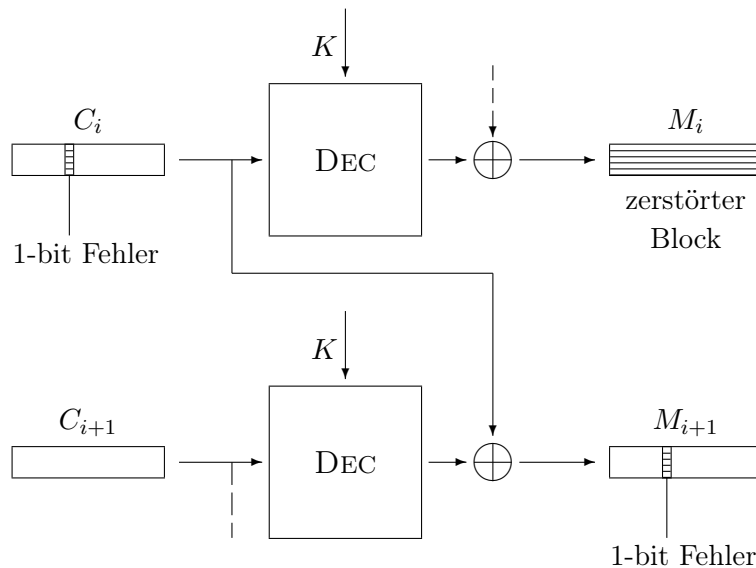 K
C_i
DEC
M_i
zerstörter
Block
1-bit Fehler
K
C_{i+1}
DEC
M_{i+1}
1-bit Fehler